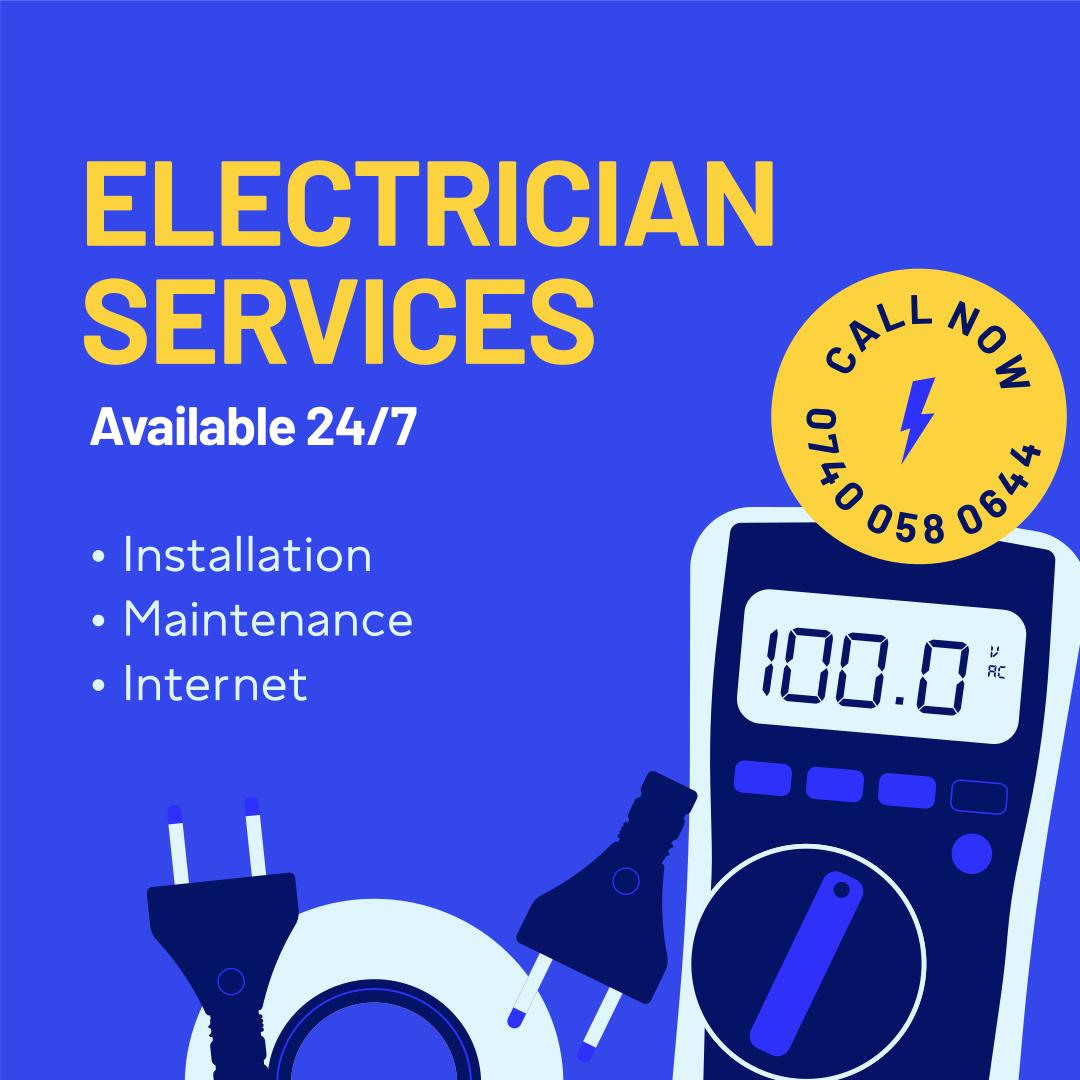 ELECTRICIAN
SERVICES
Available 24/7
CALL NOW
0740 058 0644
• Installation
• Maintenance
• Internet
100.0
V
AC